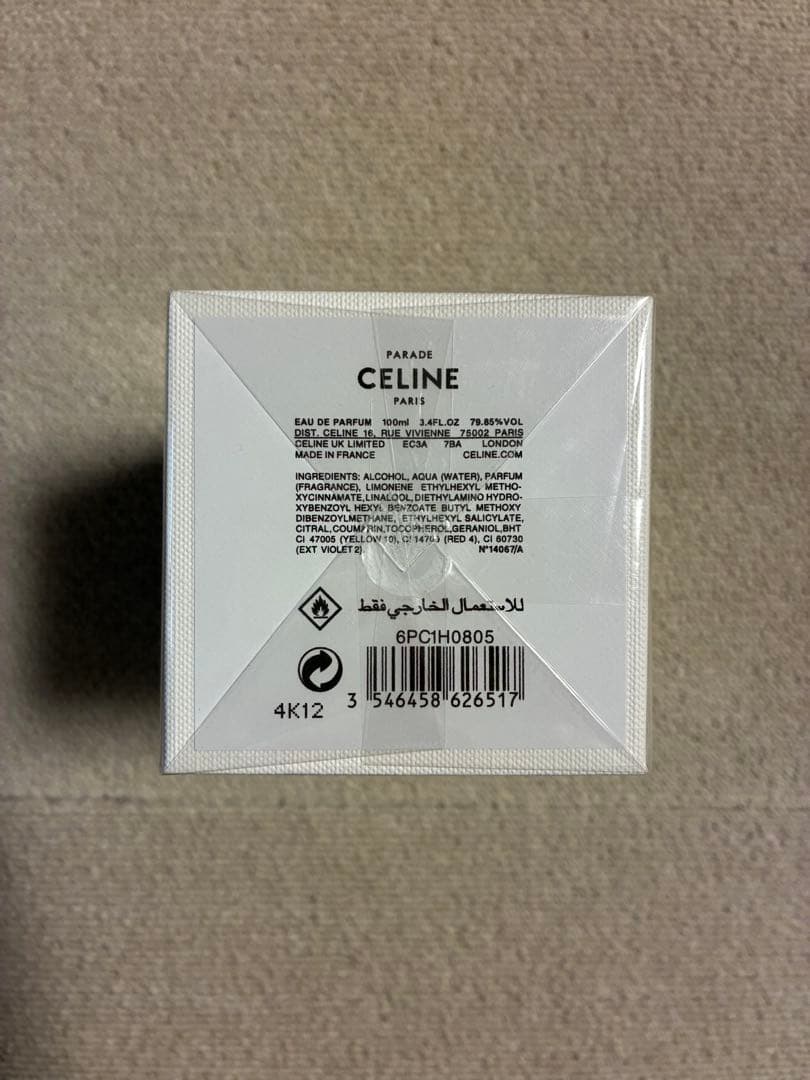 PARADE
CELINE
PARIS
EAU DE PARFUM 100ml 3.4FL.OZ 79.85%VOL
DIST. CELINE 16, RUE VIVIENNE 75002 PARIS
CELINE UK LIMITED EC3A 7BA LONDON
MADE IN FRANCE CELINE.COM
INGREDIENTS: ALCOHOL, AQUA (WATER), PARFUM
(FRAGRANCE), LIMONENE ETHYLHEXYL METHO-
XYCINNAMATE, LINALOOL, DIETHYLAMINO HYDRO-
XYBENZOYL HEXYL BENZOATE BUTYL METHOXY
DIBENZOYLMETHANE, ETHYLHEXYL SALICYLATE,
CITRAL, COUMARIN, TOCOPHEROL, GERANIOL, BHT
CI 47005 (YELLOW 10), CI 14700 (RED 4), CI 60730
(EXT VIOLET 2). N°14067/A
للاستعمال الخارجي فقط
6PC1H0805
4K12
3 546458 626517